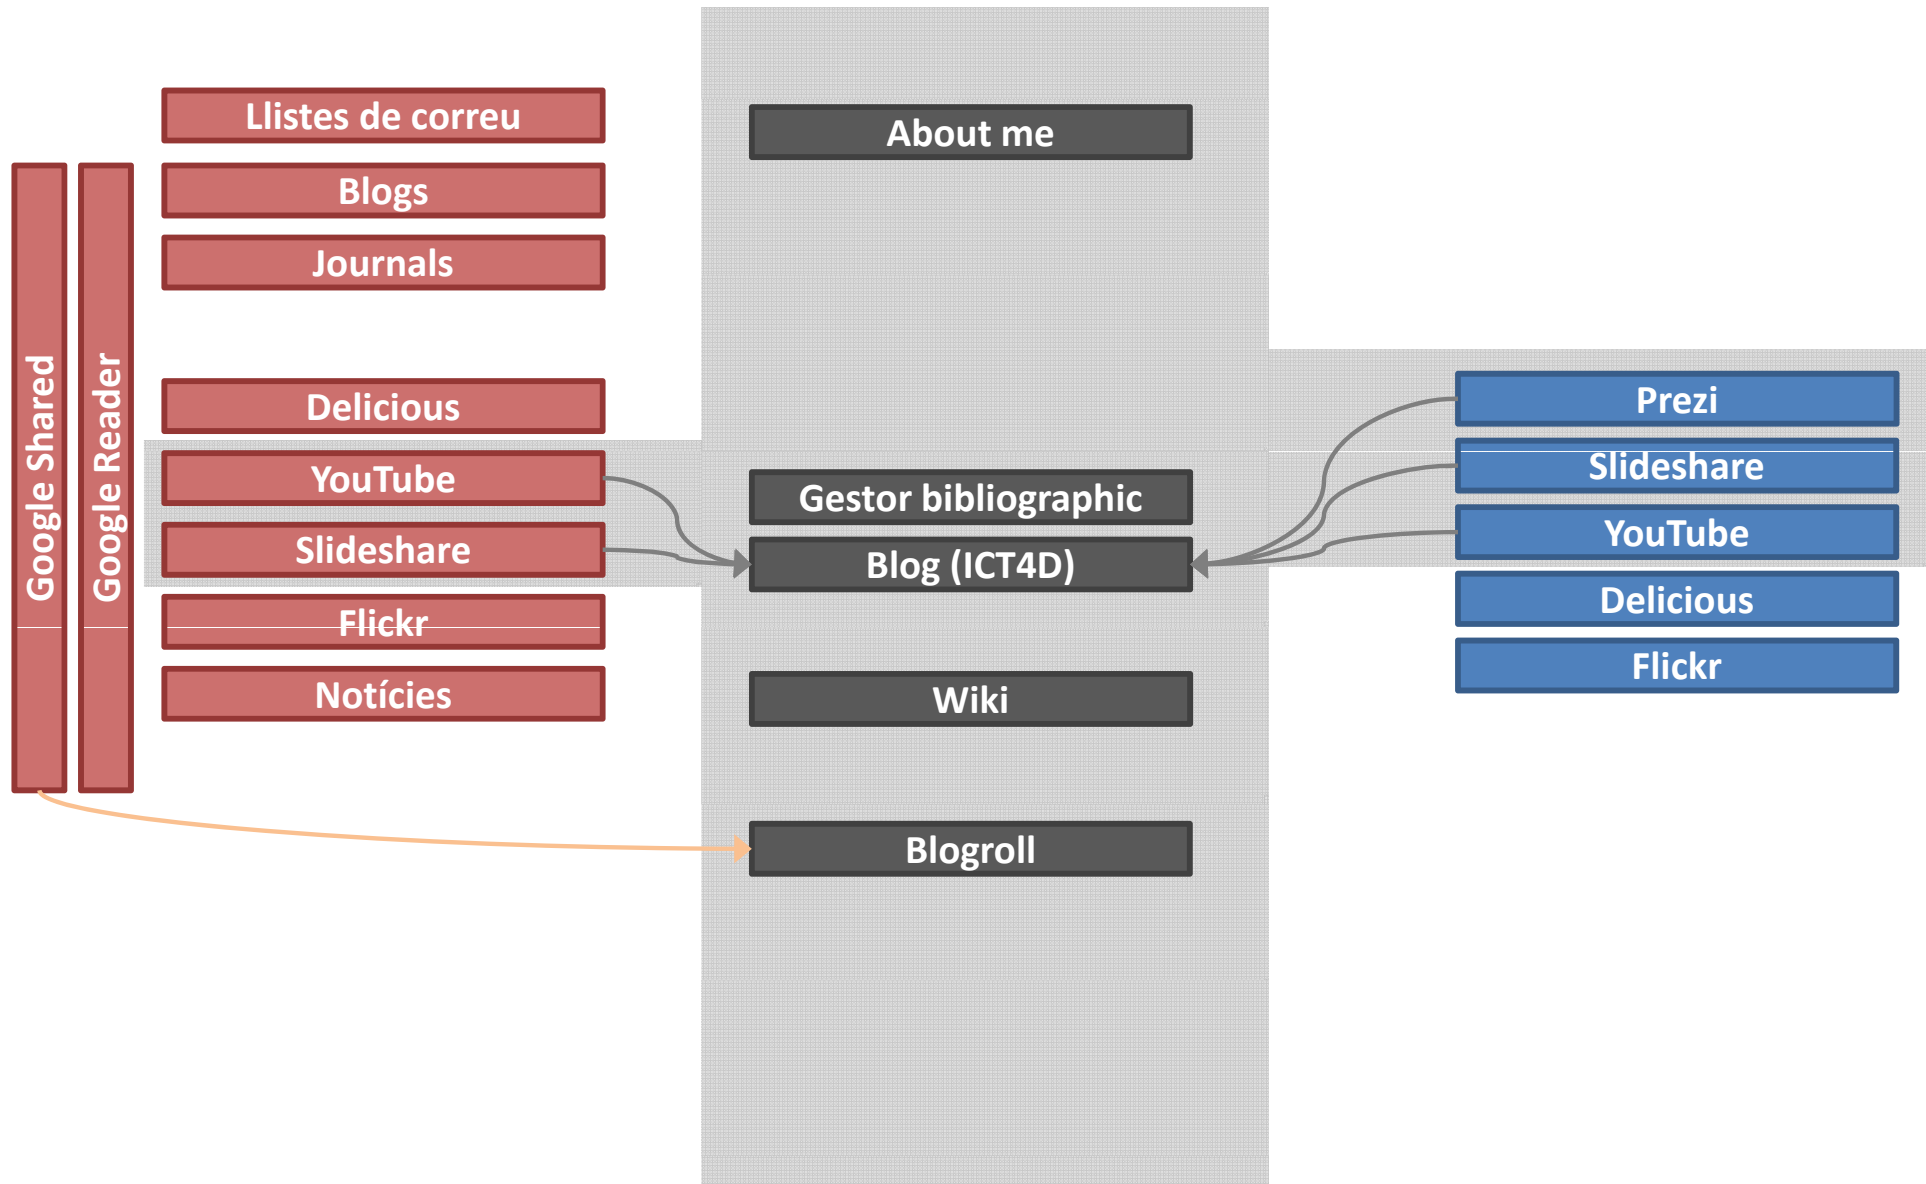 Google Shared
Google Reader
Llistes de correu
Blogs
Journals
Delicious
YouTube
Slideshare
Flickr
Notícies
About me
Gestor bibliographic
Blog (ICT4D)
Wiki
Blogroll
Prezi
Slideshare
YouTube
Delicious
Flickr